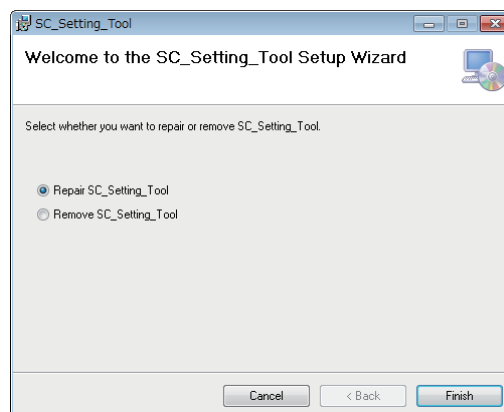 SC_Setting_Tool
Welcome to the SC_Setting_Tool Setup Wizard
Select whether you want to repair or remove SC_Setting_Tool.
Repair SC_Setting_Tool
Remove SC_Setting_Tool
Cancel < Back Finish